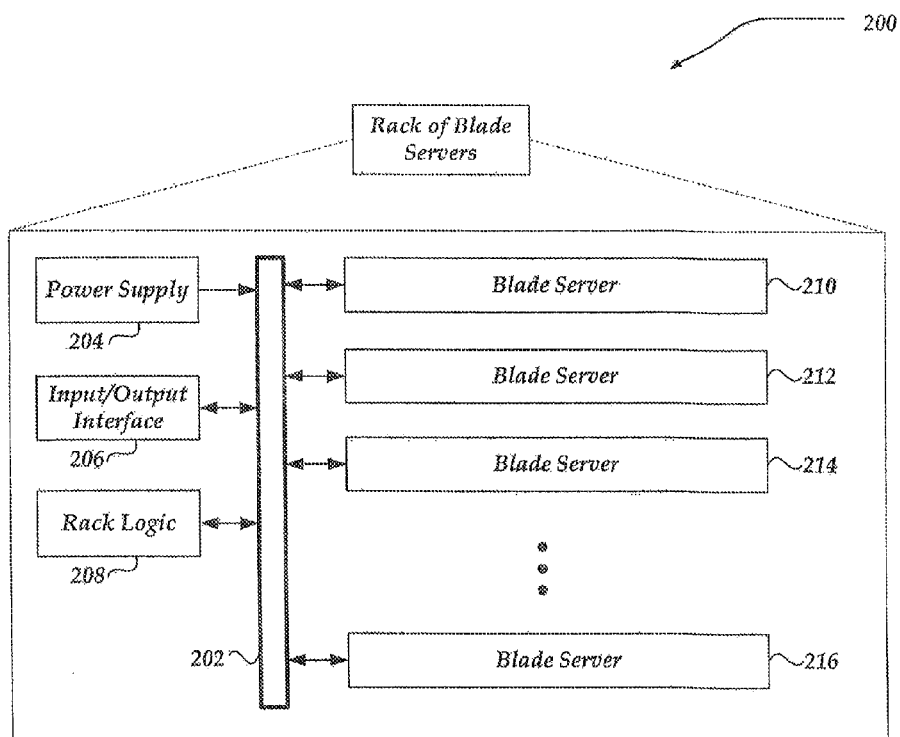 200
Rack of Blade
Servers
Power Supply
204
Blade Server
210
Input/Output
Interface
206
Blade Server
212
Blade Server
214
Rack Logic
208
202
Blade Server
216